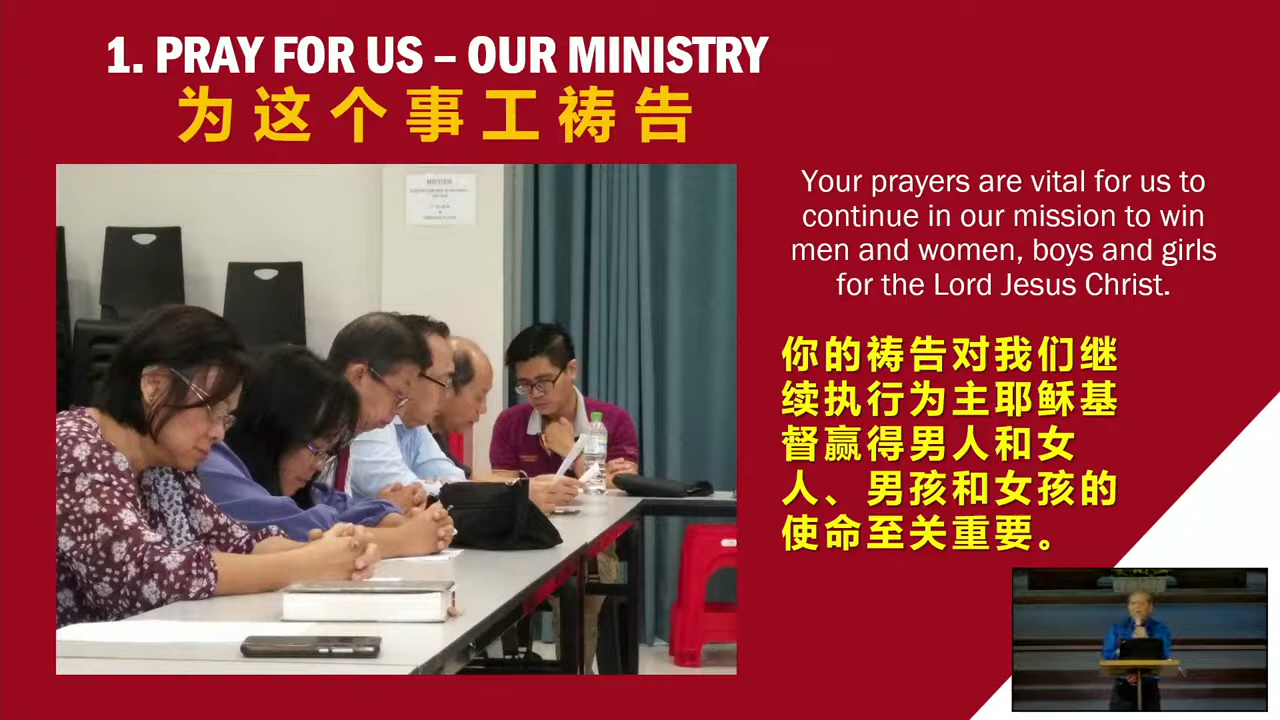 1. PRAY FOR US – OUR MINISTRY
为这个事工祷告
NOTICE
Your prayers are vital for us to
continue in our mission to win
men and women, boys and girls
for the Lord Jesus Christ.
你的祷告对我们继
续执行为主耶稣基
督赢得男人和女
人、男孩和女孩的
使命至关重要。